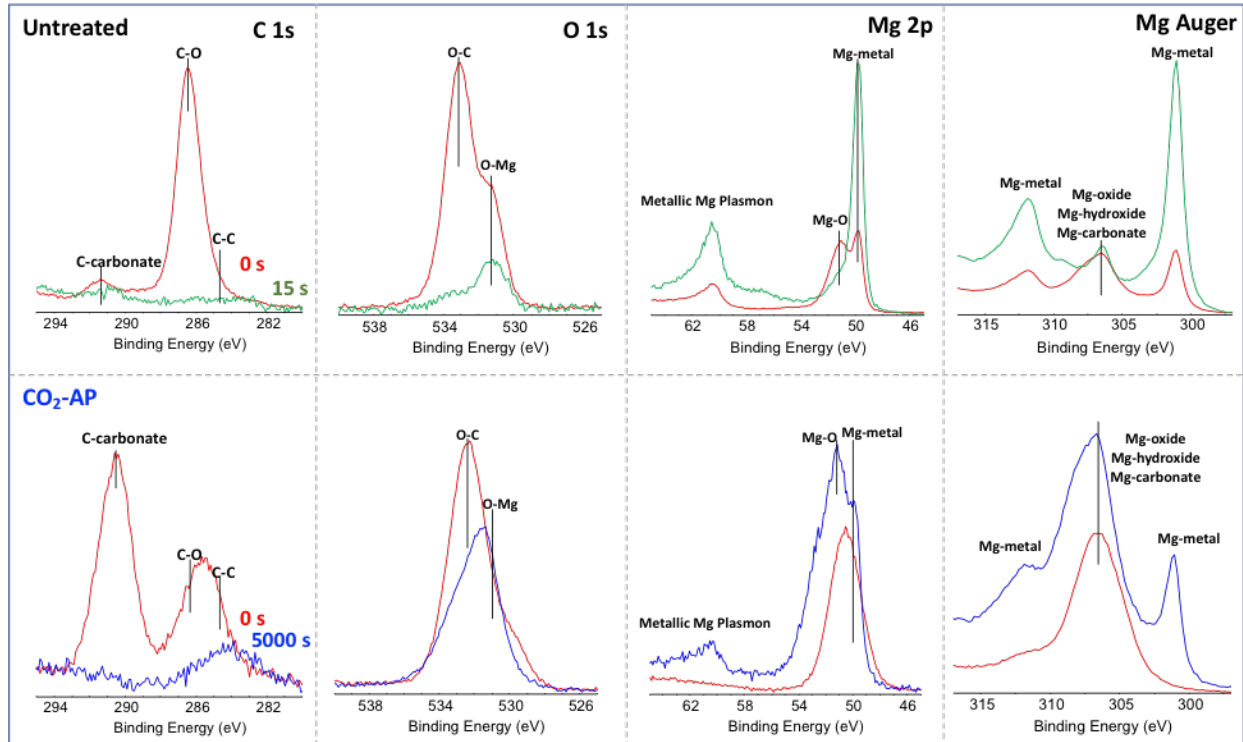 Untreated
C 1s
C-O
C-C
C-carbonate
0 s
15 s
294 290 286 282
Binding Energy (eV)
O 1s
O-C
O-Mg
538 534 530 526
Binding Energy (eV)
Mg 2p
Mg-metal
Metallic Mg Plasmon
Mg-O
62 58 54 50 46
Binding Energy (eV)
Mg Auger
Mg-metal
Mg-metal
Mg-oxide
Mg-hydroxide
Mg-carbonate
315 310 305 300
Binding Energy (eV)
CO₂-AP
C-carbonate
C-O
C-C
0 s
5000 s
294 290 286 282
Binding Energy (eV)
O-C
O-Mg
538 534 530 526
Binding Energy (eV)
Mg-O
Mg-metal
Metallic Mg Plasmon
62 58 54 50 46
Binding Energy (eV)
Mg-oxide
Mg-hydroxide
Mg-carbonate
Mg-metal
Mg-metal
315 310 305 300
Binding Energy (eV)